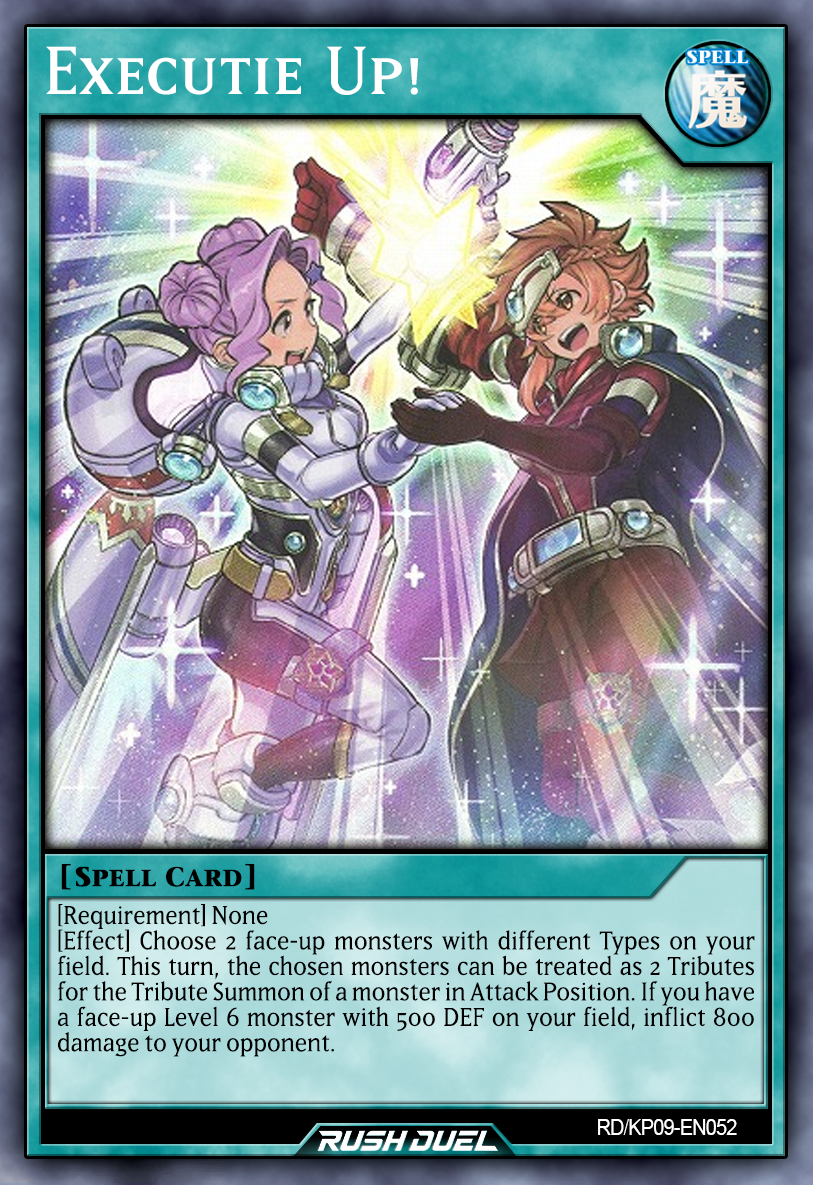 Executie Up!
SPELL
魔
[Spell Card]
[Requirement] None
[Effect] Choose 2 face-up monsters with different Types on your
field. This turn, the chosen monsters can be treated as 2 Tributes
for the Tribute Summon of a monster in Attack Position. If you have
a face-up Level 6 monster with 500 DEF on your field, inflict 800
damage to your opponent.
RD/KP09-EN052
RUSH DUEL